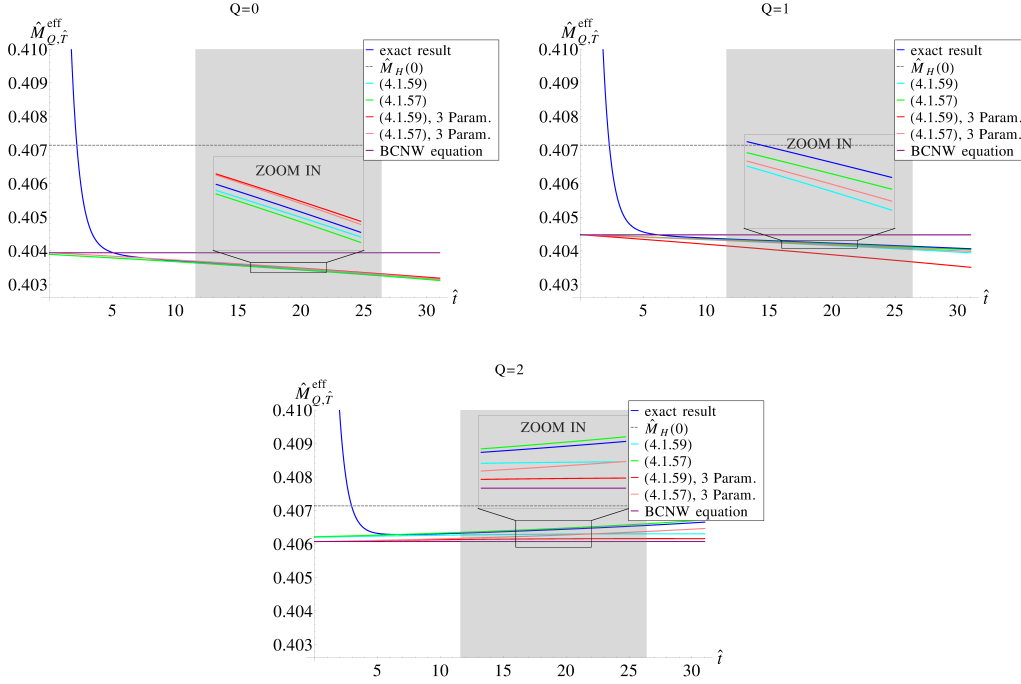 Q=0
M̂^eff_Q,T̂
0.410
0.409
0.408
0.407
0.406
0.405
0.404
0.403
5 10 15 20 25 30 t̂
exact result
M̂_H(0)
(4.1.59)
(4.1.57)
(4.1.59), 3 Param.
(4.1.57), 3 Param.
BCNW equation
ZOOM IN
Q=1
M̂^eff_Q,T̂
0.410
0.409
0.408
0.407
0.406
0.405
0.404
0.403
5 10 15 20 25 30 t̂
exact result
M̂_H(0)
(4.1.59)
(4.1.57)
(4.1.59), 3 Param.
(4.1.57), 3 Param.
BCNW equation
ZOOM IN
Q=2
M̂^eff_Q,T̂
0.410
0.409
0.408
0.407
0.406
0.405
0.404
0.403
5 10 15 20 25 30 t̂
exact result
M̂_H(0)
(4.1.59)
(4.1.57)
(4.1.59), 3 Param.
(4.1.57), 3 Param.
BCNW equation
ZOOM IN